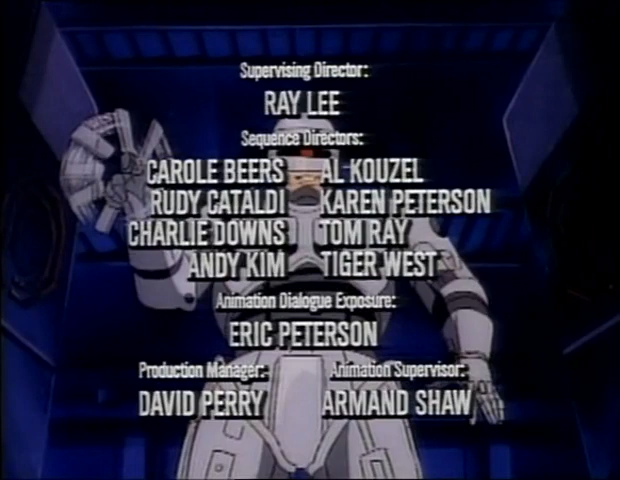 Supervising Director:
RAY LEE
Sequence Directors:
CAROLE BEERS AL KOUZEL
RUDY CATALDI KAREN PETERSON
CHARLIE DOWNS TOM RAY
ANDY KIM TIGER WEST
Animation Dialogue Exposure:
ERIC PETERSON
Production Manager: Animation Supervisor:
DAVID PERRY ARMAND SHAW